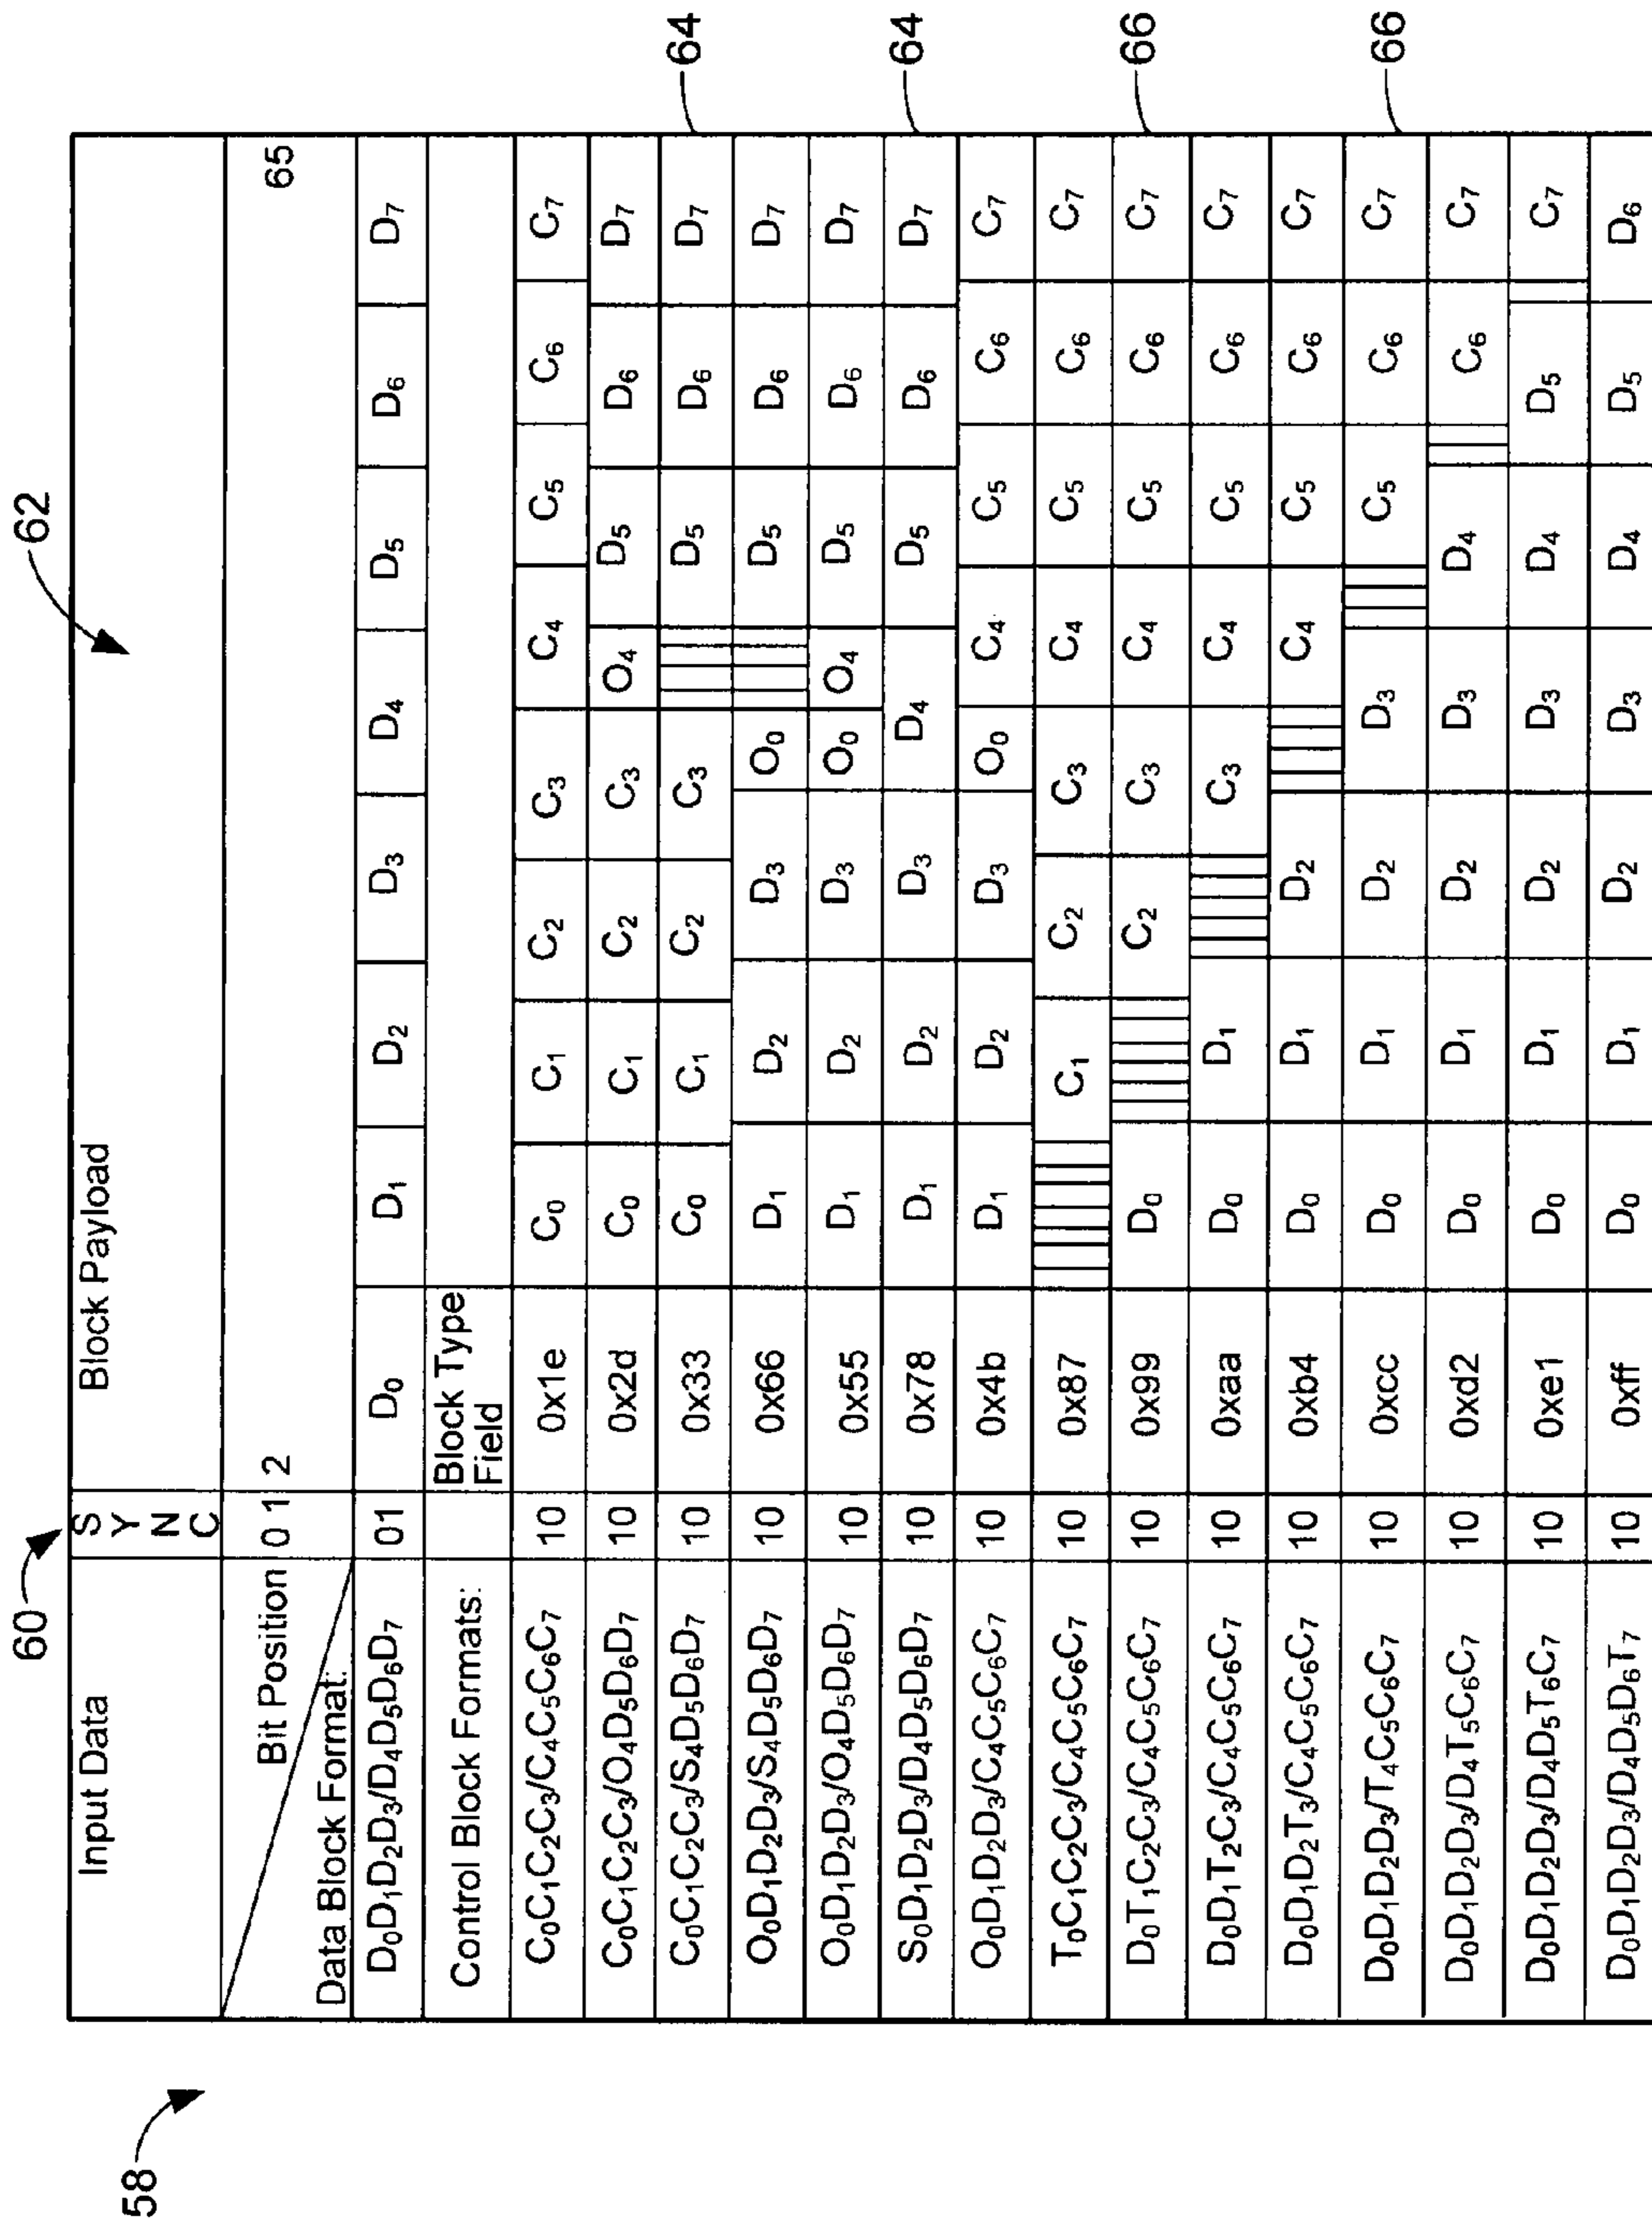 58
60
62
Input Data
SYNC
Block Payload
Bit Position
0 1
2
65
Data Block Format:
D₀D₁D₂D₃/D₄D₅D₆D₇ 01 D₀ D₁ D₂ D₃ D₄ D₅ D₆ D₇
Control Block Formats: Block Type Field
C₀C₁C₂C₃/C₄C₅C₆C₇ 10 0x1e C₀ C₁ C₂ C₃ C₄ C₅ C₆ C₇
C₀C₁C₂C₃/O₄D₅D₆D₇ 10 0x2d C₀ C₁ C₂ C₃ O₄ D₅ D₆ D₇
C₀C₁C₂C₃/S₄D₅D₆D₇ 10 0x33 C₀ C₁ C₂ C₃ D₅ D₆ D₇ 64
O₀D₁D₂D₃/S₄D₅D₆D₇ 10 0x66 D₁ D₂ D₃ O₀ D₅ D₆ D₇
O₀D₁D₂D₃/O₄D₅D₆D₇ 10 0x55 D₁ D₂ D₃ O₀ O₄ D₅ D₆ D₇
S₀D₁D₂D₃/D₄D₅D₆D₇ 10 0x78 D₁ D₂ D₃ D₄ D₅ D₆ D₇ 64
O₀D₁D₂D₃/C₄C₅C₆C₇ 10 0x4b D₁ D₂ D₃ O₀ C₄ C₅ C₆ C₇
T₀C₁C₂C₃/C₄C₅C₆C₇ 10 0x87 C₁ C₂ C₃ C₄ C₅ C₆ C₇
D₀T₁C₂C₃/C₄C₅C₆C₇ 10 0x99 D₀ C₂ C₃ C₄ C₅ C₆ C₇ 66
D₀D₁T₂C₃/C₄C₅C₆C₇ 10 0xaa D₀ D₁ C₃ C₄ C₅ C₆ C₇
D₀D₁D₂T₃/C₄C₅C₆C₇ 10 0xb4 D₀ D₁ D₂ C₄ C₅ C₆ C₇
D₀D₁D₂D₃/T₄C₅C₆C₇ 10 0xcc D₀ D₁ D₂ D₃ C₅ C₆ C₇ 66
D₀D₁D₂D₃/D₄T₅C₆C₇ 10 0xd2 D₀ D₁ D₂ D₃ D₄ C₆ C₇
D₀D₁D₂D₃/D₄D₅T₆C₇ 10 0xe1 D₀ D₁ D₂ D₃ D₄ D₅ C₇
D₀D₁D₂D₃/D₄D₅D₆T₇ 10 0xff D₀ D₁ D₂ D₃ D₄ D₅ D₆